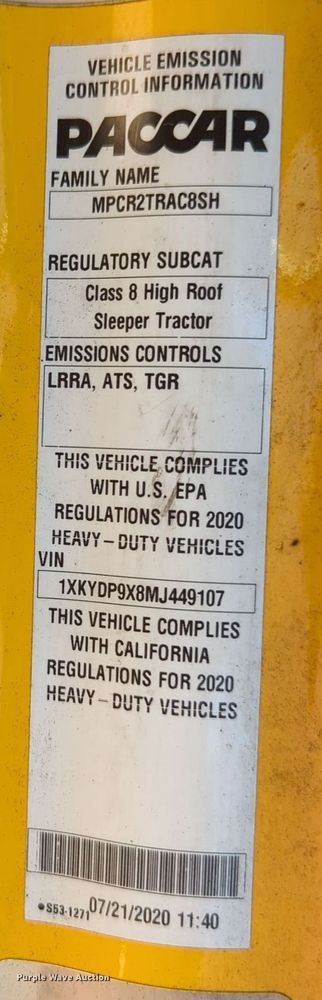 VEHICLE EMISSION
CONTROL INFORMATION
PACCAR
FAMILY NAME
MPCR2TRAC8SH
REGULATORY SUBCAT
Class 8 High Roof
Sleeper Tractor
EMISSIONS CONTROLS
LRRA, ATS, TGR
THIS VEHICLE COMPLIES
WITH U.S. EPA
REGULATIONS FOR 2020
HEAVY-DUTY VEHICLES
VIN
1XKYDP9X8MJ449107
THIS VEHICLE COMPLIES
WITH CALIFORNIA
REGULATIONS FOR 2020
HEAVY-DUTY VEHICLES
S53-1271 07/21/2020 11:40
Purple Wave Auction